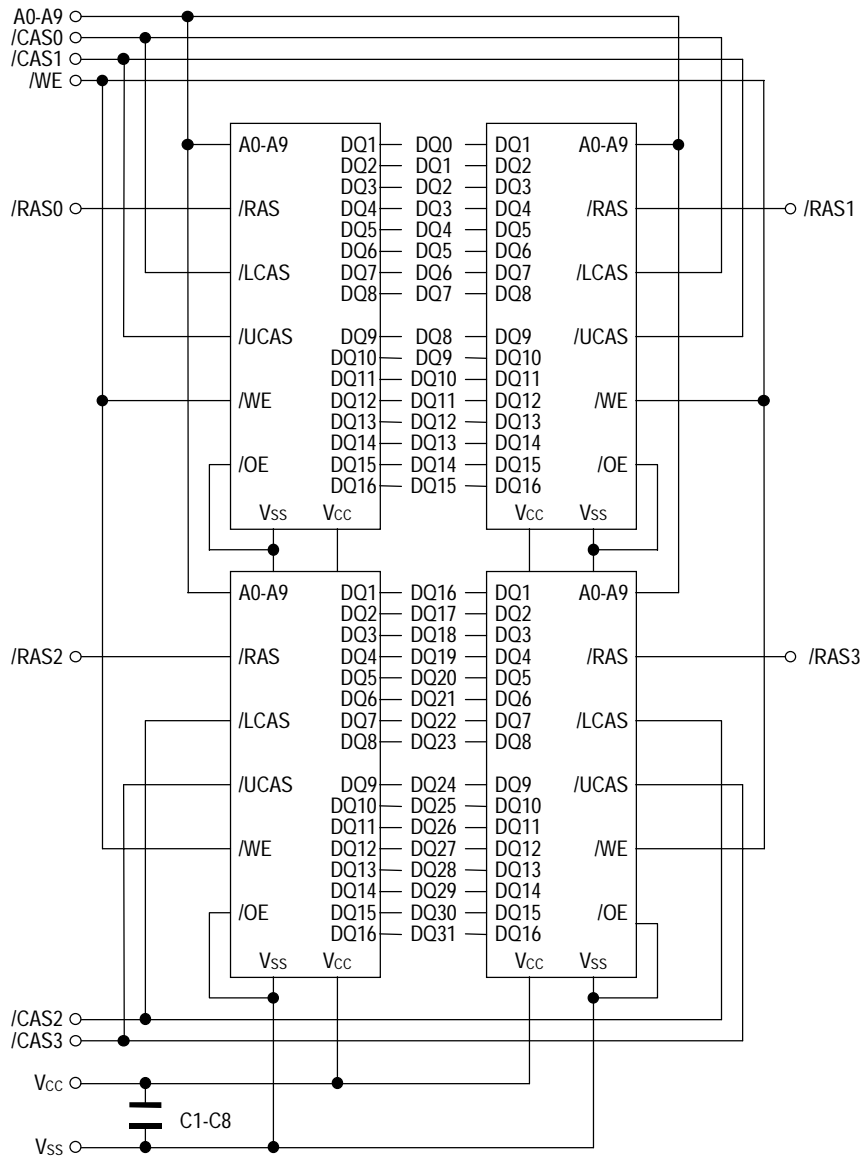 A0-A9
/CAS0
/CAS1
/WE
A0-A9 DQ1 DQ0 DQ1 A0-A9
DQ2 DQ1 DQ2
DQ3 DQ2 DQ3
/RAS0 /RAS DQ4 DQ3 DQ4 /RAS /RAS1
DQ5 DQ4 DQ5
DQ6 DQ5 DQ6
/LCAS DQ7 DQ6 DQ7 /LCAS
DQ8 DQ7 DQ8
/UCAS DQ9 DQ8 DQ9 /UCAS
DQ10 DQ9 DQ10
DQ11 DQ10 DQ11
/WE DQ12 DQ11 DQ12 /WE
DQ13 DQ12 DQ13
DQ14 DQ13 DQ14
/OE DQ15 DQ14 DQ15 /OE
DQ16 DQ15 DQ16
Vss Vcc Vcc Vss
A0-A9 DQ1 DQ16 DQ1 A0-A9
DQ2 DQ17 DQ2
DQ3 DQ18 DQ3
/RAS2 /RAS DQ4 DQ19 DQ4 /RAS /RAS3
DQ5 DQ20 DQ5
DQ6 DQ21 DQ6
/LCAS DQ7 DQ22 DQ7 /LCAS
DQ8 DQ23 DQ8
/UCAS DQ9 DQ24 DQ9 /UCAS
DQ10 DQ25 DQ10
DQ11 DQ26 DQ11
/WE DQ12 DQ27 DQ12 /WE
DQ13 DQ28 DQ13
DQ14 DQ29 DQ14
/OE DQ15 DQ30 DQ15 /OE
DQ16 DQ31 DQ16
Vss Vcc Vcc Vss
/CAS2
/CAS3
Vcc
C1-C8
Vss